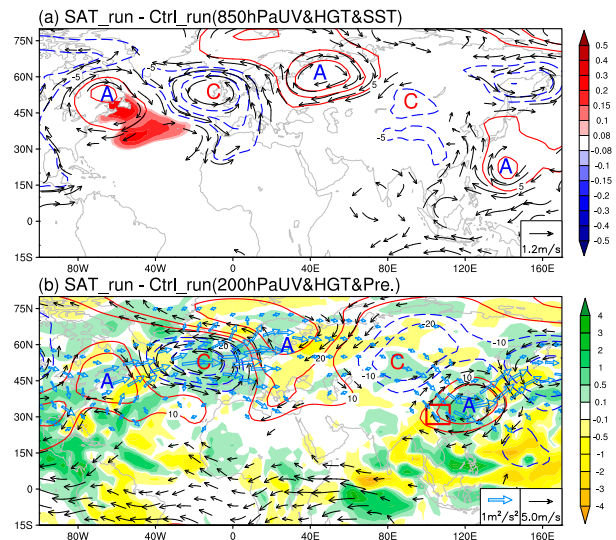 (a) SAT_run - Ctrl_run(850hPaUV&HGT&SST)
75N
60N
45N
30N
15N
0
15S
80W 40W 0 40E 80E 120E 160E
A C A C A
-5 -5 5 -5 5
1.2m/s
0.5
0.4
0.3
0.2
0.15
0.08
-0.08
-0.15
-0.2
-0.3
-0.4
-0.5
(b) SAT_run - Ctrl_run(200hPaUV&HGT&Pre.)
75N
60N
45N
30N
15N
0
15S
80W 40W 0 40E 80E 120E 160E
A C A C A
10 -20 20 10 -20 -10 -10 10
1m²/s² 5.0m/s
4
3
2
1
0.5
0.1
-0.1
-0.5
-1
-2
-3
-4